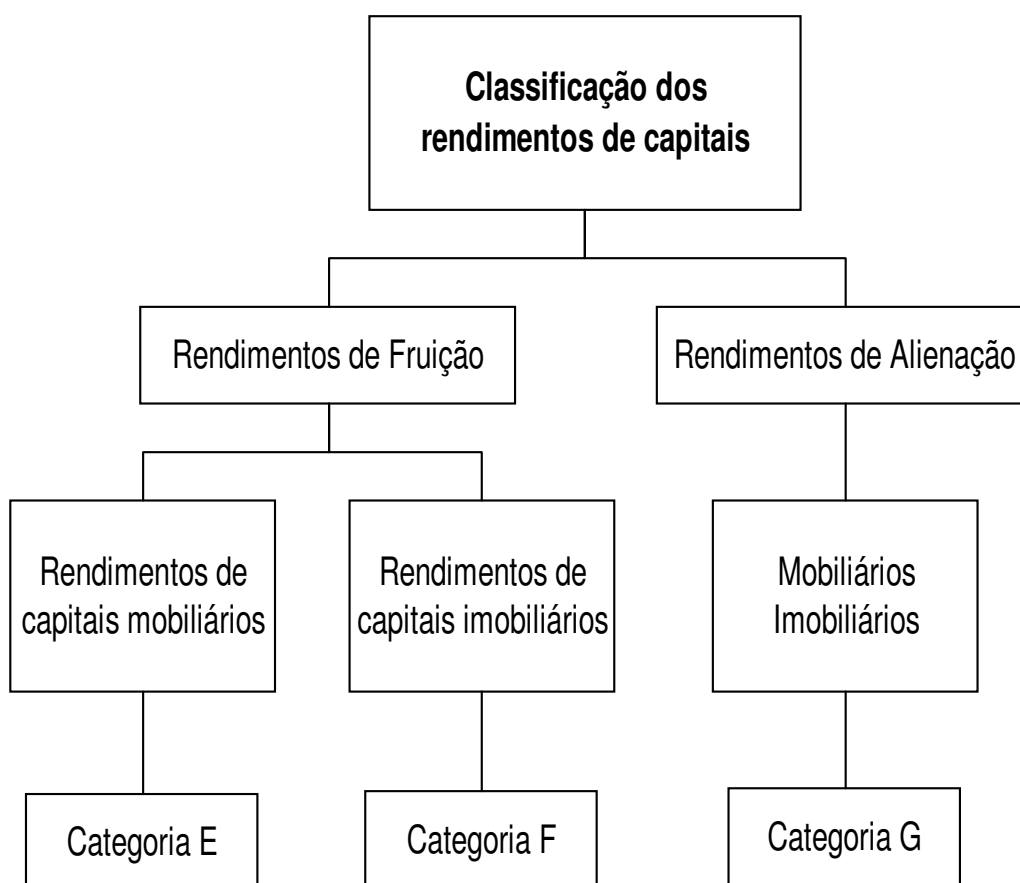 Classificação dos
rendimentos de capitais
Rendimentos de Fruição
Rendimentos de Alienação
Rendimentos de
capitais mobiliários
Rendimentos de
capitais imobiliários
Mobiliários
Imobiliários
Categoria E
Categoria F
Categoria G